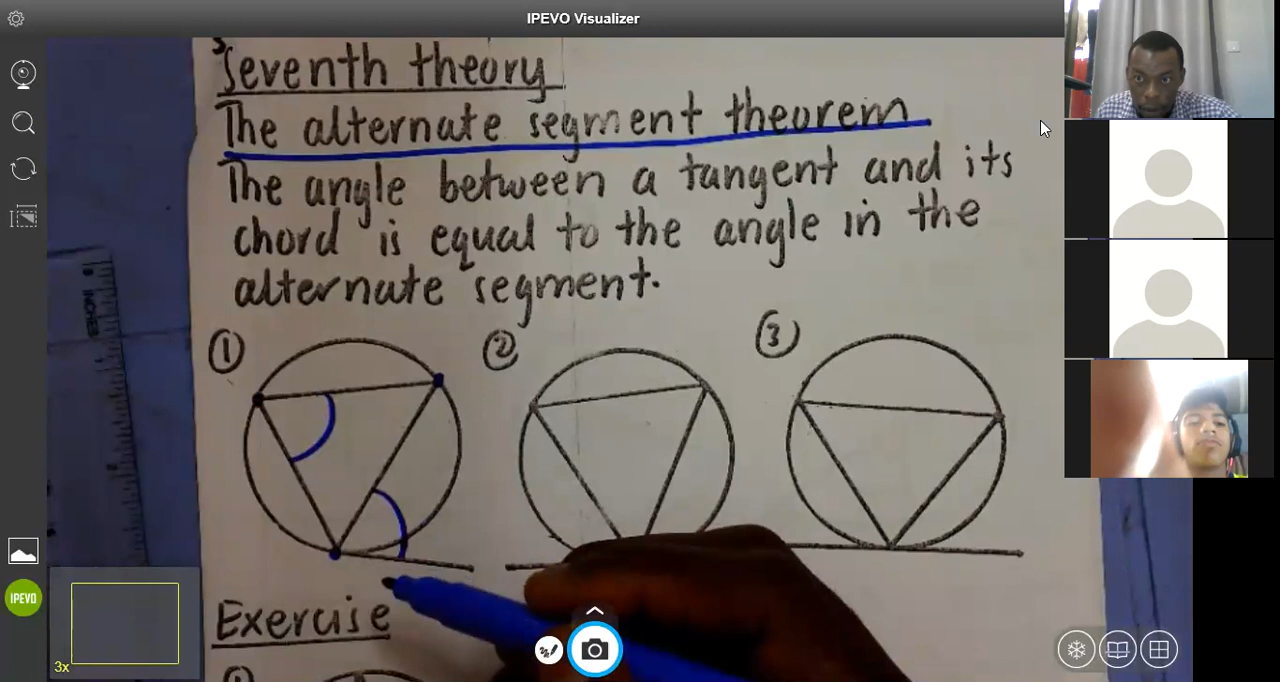 IPEVO Visualizer
Seventh theory
The alternate segment theorem
The angle between a tangent and its
chord is equal to the angle in the
alternate segment.
① ② ③
Exercise
INCHES
IPEVO
3x